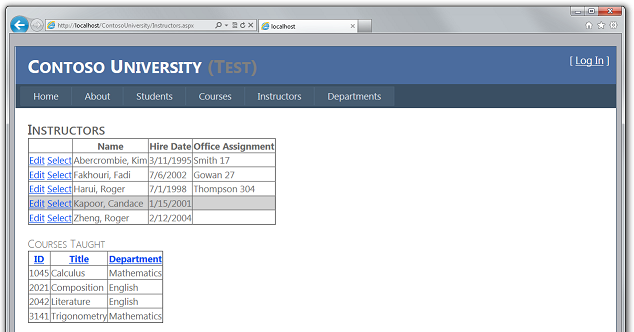 http://localhost/ContosoUniversity/Instructors.aspx localhost
CONTOSO UNIVERSITY (TEST) [ Log In ]
Home About Students Courses Instructors Departments
INSTRUCTORS
Name Hire Date Office Assignment
Edit Select Abercrombie, Kim 3/11/1995 Smith 17
Edit Select Fakhouri, Fadi 7/6/2002 Gowan 27
Edit Select Harui, Roger 7/1/1998 Thompson 304
Edit Select Kapoor, Candace 1/15/2001
Edit Select Zheng, Roger 2/12/2004
COURSES TAUGHT
ID Title Department
1045 Calculus Mathematics
2021 Composition English
2042 Literature English
3141 Trigonometry Mathematics